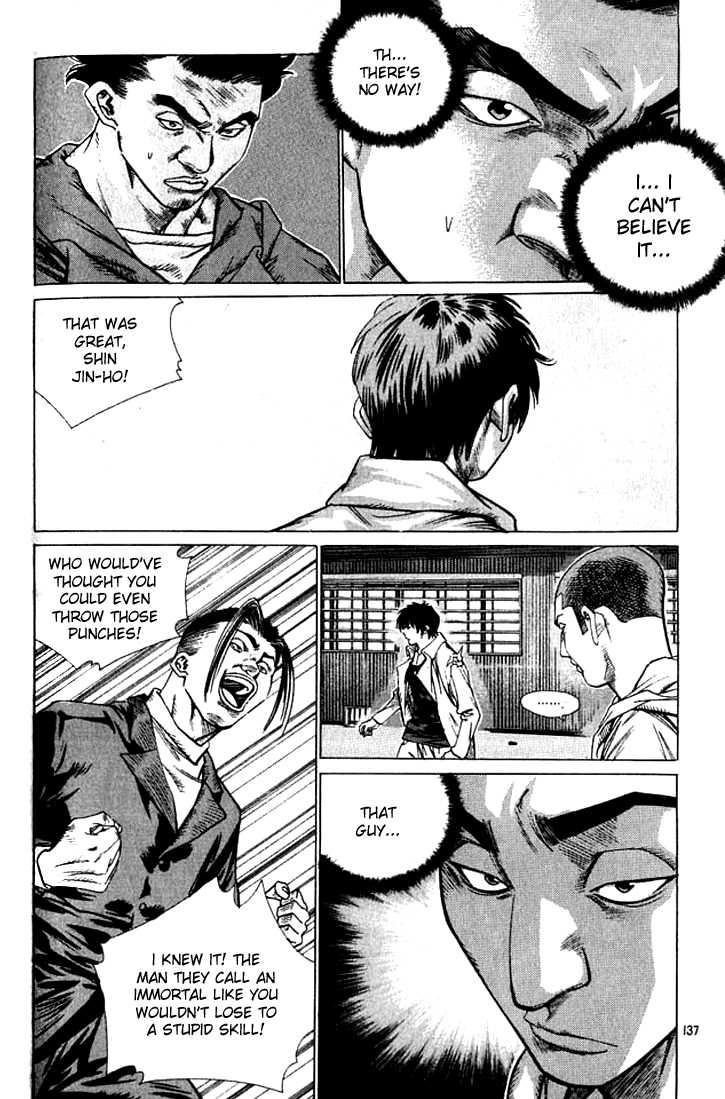 TH...
THERE'S
NO WAY!
I... I
CAN'T
BELIEVE
IT...
THAT WAS
GREAT,
SHIN
JIN-HO!
WHO WOULD'VE
THOUGHT YOU
COULD EVEN
THROW THOSE
PUNCHES!
......
I KNEW IT! THE
MAN THEY CALL AN
IMMORTAL LIKE YOU
WOULDN'T LOSE TO
A STUPID SKILL!
THAT
GUY...
137